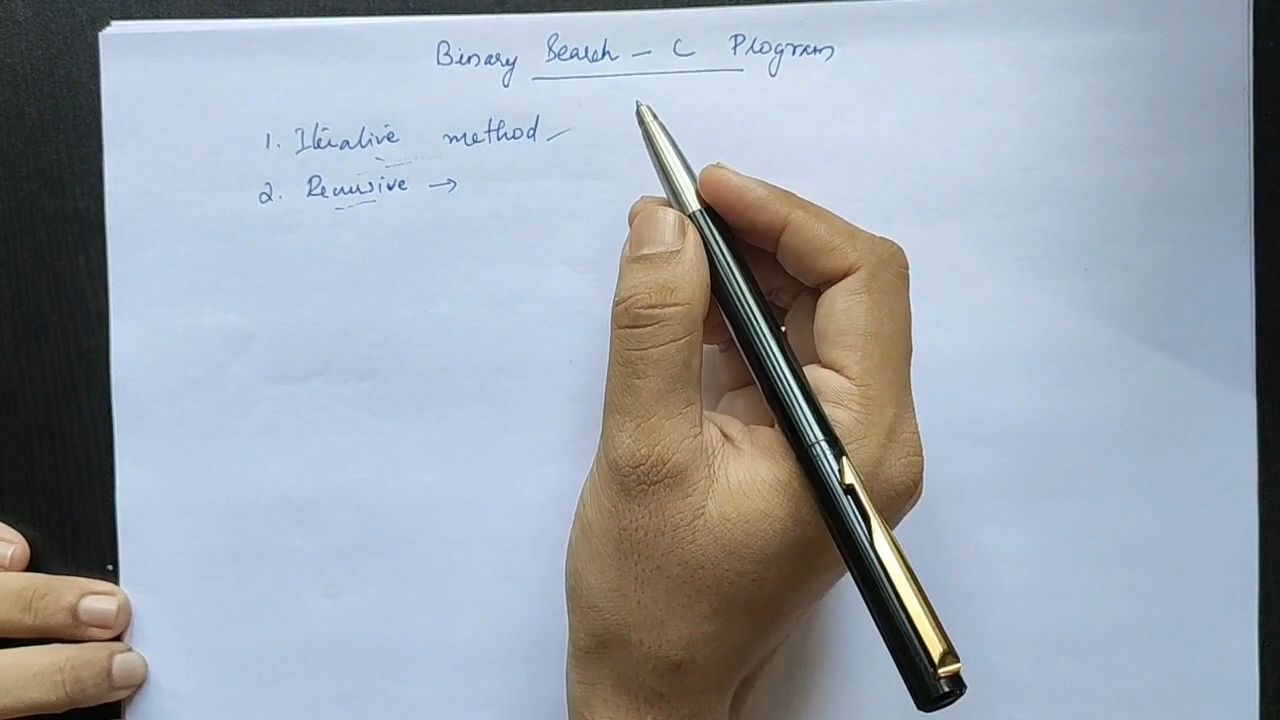 Binary Search - C Program
1. Iterative method -
2. Recursive →